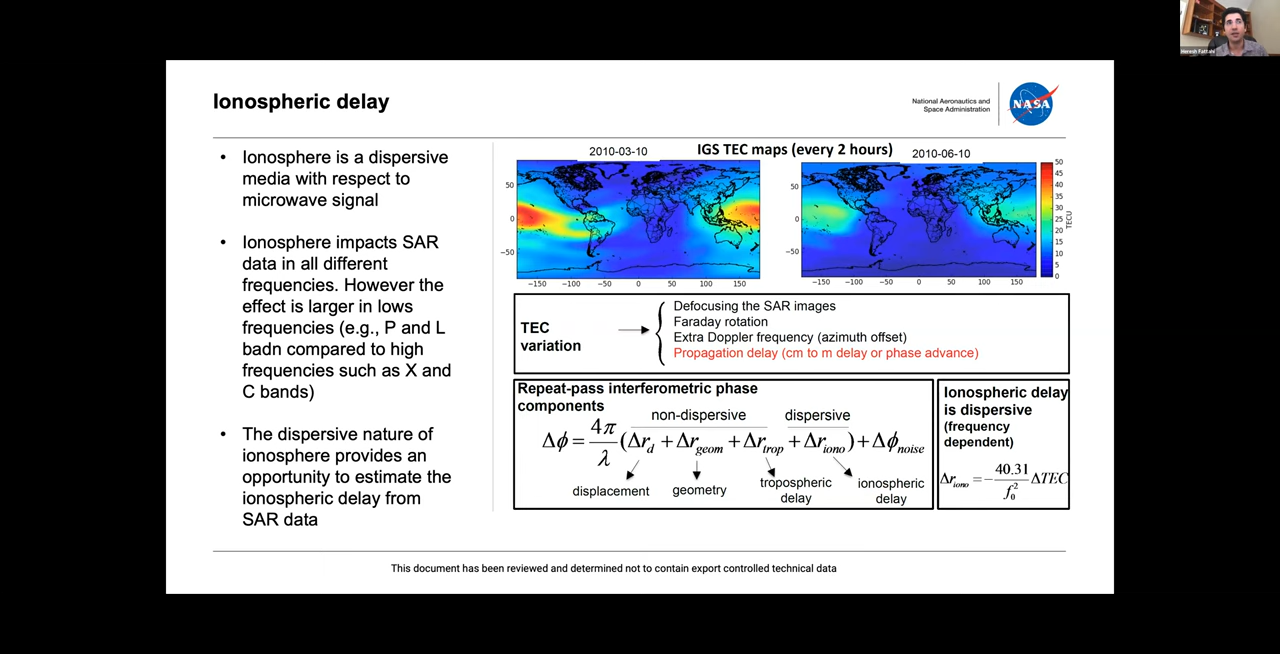 Heresh Fattahi
Ionospheric delay
National Aeronautics and
Space Administration
NASA
• Ionosphere is a dispersive
media with respect to
microwave signal
• Ionosphere impacts SAR
data in all different
frequencies. However the
effect is larger in lows
frequencies (e.g., P and L
badn compared to high
frequencies such as X and
C bands)
• The dispersive nature of
ionosphere provides an
opportunity to estimate the
ionospheric delay from
SAR data
IGS TEC maps (every 2 hours)
2010-03-10
50
0
−50
−150 −100 −50 0 50 100 150
2010-06-10
50
0
−50
−150 −100 −50 0 50 100 150
50
45
40
35
30
25
20
15
10
5
0
TECU
TEC
variation
Defocusing the SAR images
Faraday rotation
Extra Doppler frequency (azimuth offset)
Propagation delay (cm to m delay or phase advance)
Repeat-pass interferometric phase
components
non-dispersive dispersive
Δϕ = 4π/λ (Δr_d + Δr_geom + Δr_trop + Δr_iono) + Δϕ_noise
displacement geometry tropospheric
delay
ionospheric
delay
Ionospheric delay
is dispersive
(frequency
dependent)
Δr_iono = − 40.31/f_0^2 ΔTEC
This document has been reviewed and determined not to contain export controlled technical data